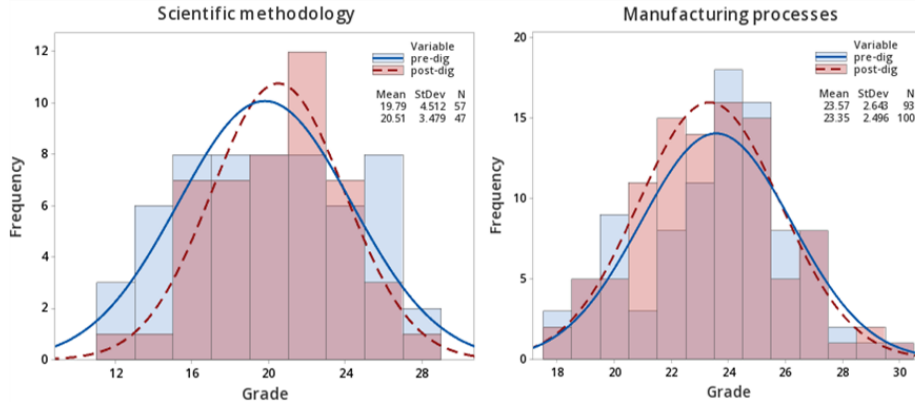 Scientific methodology
Frequency
12
10
8
6
4
2
0
Variable
pre-dig
post-dig
Mean StDev N
19.79 4.512 57
20.51 3.479 47
12 16 20 24 28
Grade
Manufacturing processes
Frequency
20
15
10
5
0
Variable
pre-dig
post-dig
Mean StDev N
23.57 2.643 93
23.35 2.496 100
18 20 22 24 26 28 30
Grade